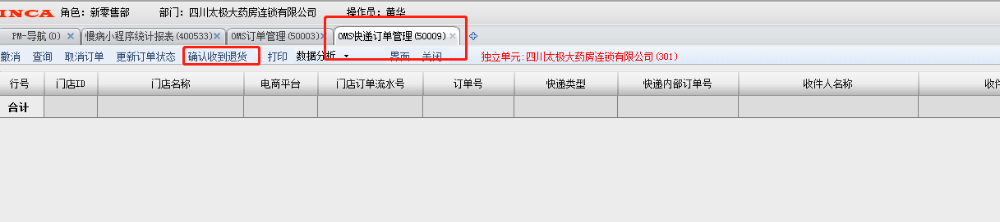 INCA 角色：新零售部 部门：四川太极大药房连锁有限公司 操作员：黄华
PM-导航(0) 慢病小程序统计报表(400533) OMS订单管理(50003) OMS快递订单管理(50009)
撤消 查询 取消订单 更新订单状态 确认收到退货 打印 数据分析 界面 关闭 独立单元:四川太极大药房连锁有限公司(301)
行号 门店ID 门店名称 电商平台 门店订单流水号 订单号 快递类型 快递内部订单号 收件人名称 收件
合计